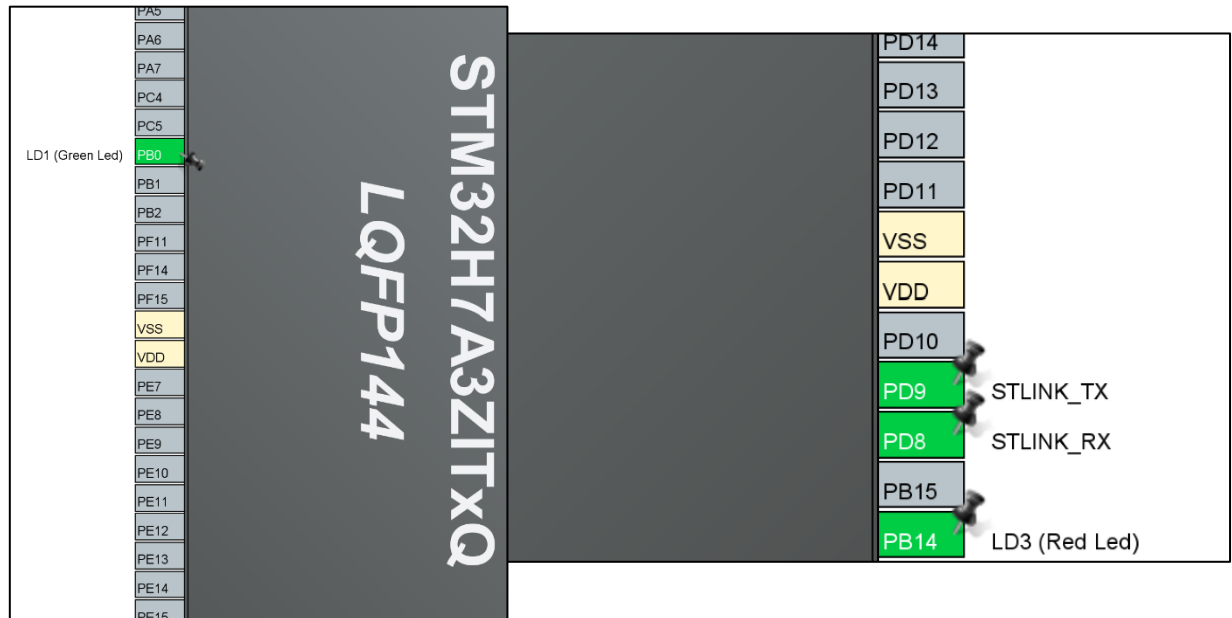 PA5
PA6
PA7
PC4
PC5
LD1 (Green Led) PB0
PB1
PB2
PF11
PF14
PF15
VSS
VDD
PE7
PE8
PE9
PE10
PE11
PE12
PE13
PE14
PE15
STM32H7A3ZITxQ
LQFP144
PD14
PD13
PD12
PD11
VSS
VDD
PD10
PD9 STLINK_TX
PD8 STLINK_RX
PB15
PB14 LD3 (Red Led)